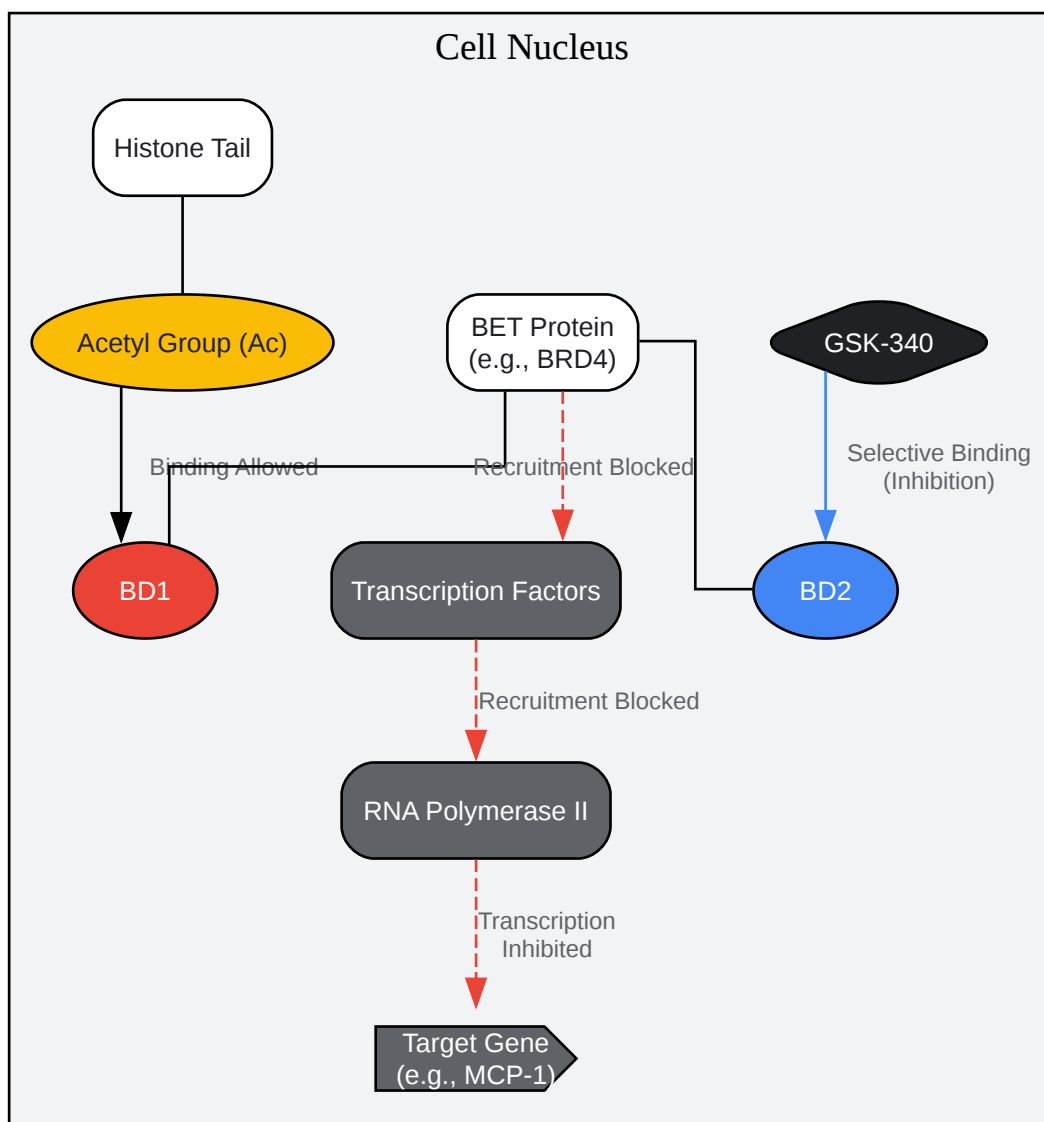 Cell Nucleus
Histone Tail
Acetyl Group (Ac)
BET Protein
(e.g., BRD4)
GSK-340
Binding Allowed
Recruitment Blocked
Selective Binding
(Inhibition)
BD1
Transcription Factors
BD2
Recruitment Blocked
RNA Polymerase II
Transcription
Inhibited
Target Gene
(e.g., MCP-1)